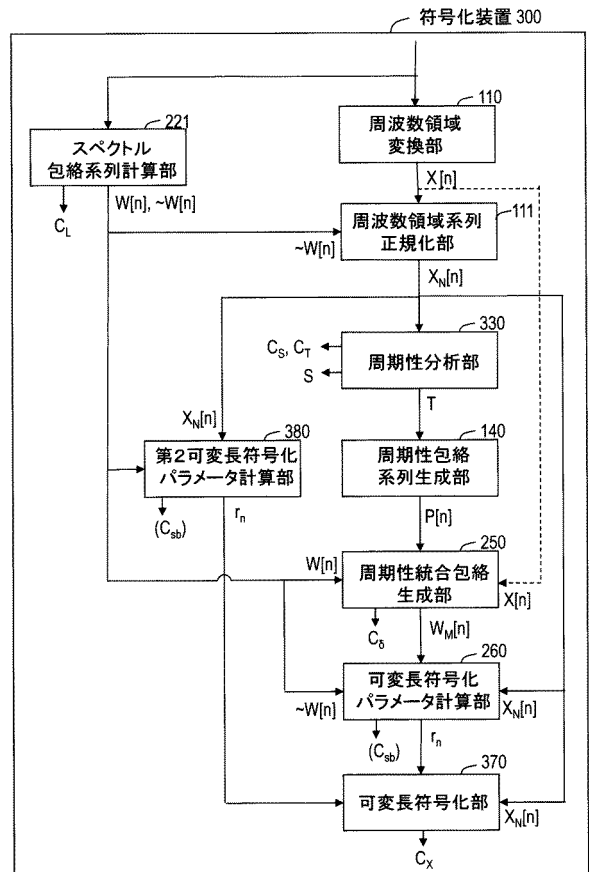 符号化装置 300
110
周波数領域
変換部
221
スペクトル
包絡系列計算部
X[n]
W[n], ~W[n]
C_L
111
周波数領域系列
正規化部
~W[n]
X_N[n]
330
周期性分析部
C_S, C_T
S
T
X_N[n]
380
第2可変長符号化
パラメータ計算部
140
周期性包絡
系列生成部
(C_sb)
r_n
P[n]
250
W[n]
周期性統合包絡
生成部
X[n]
C_δ
W_M[n]
260
可変長符号化
パラメータ計算部
~W[n]
X_N[n]
(C_sb)
r_n
370
可変長符号化部
X_N[n]
C_X